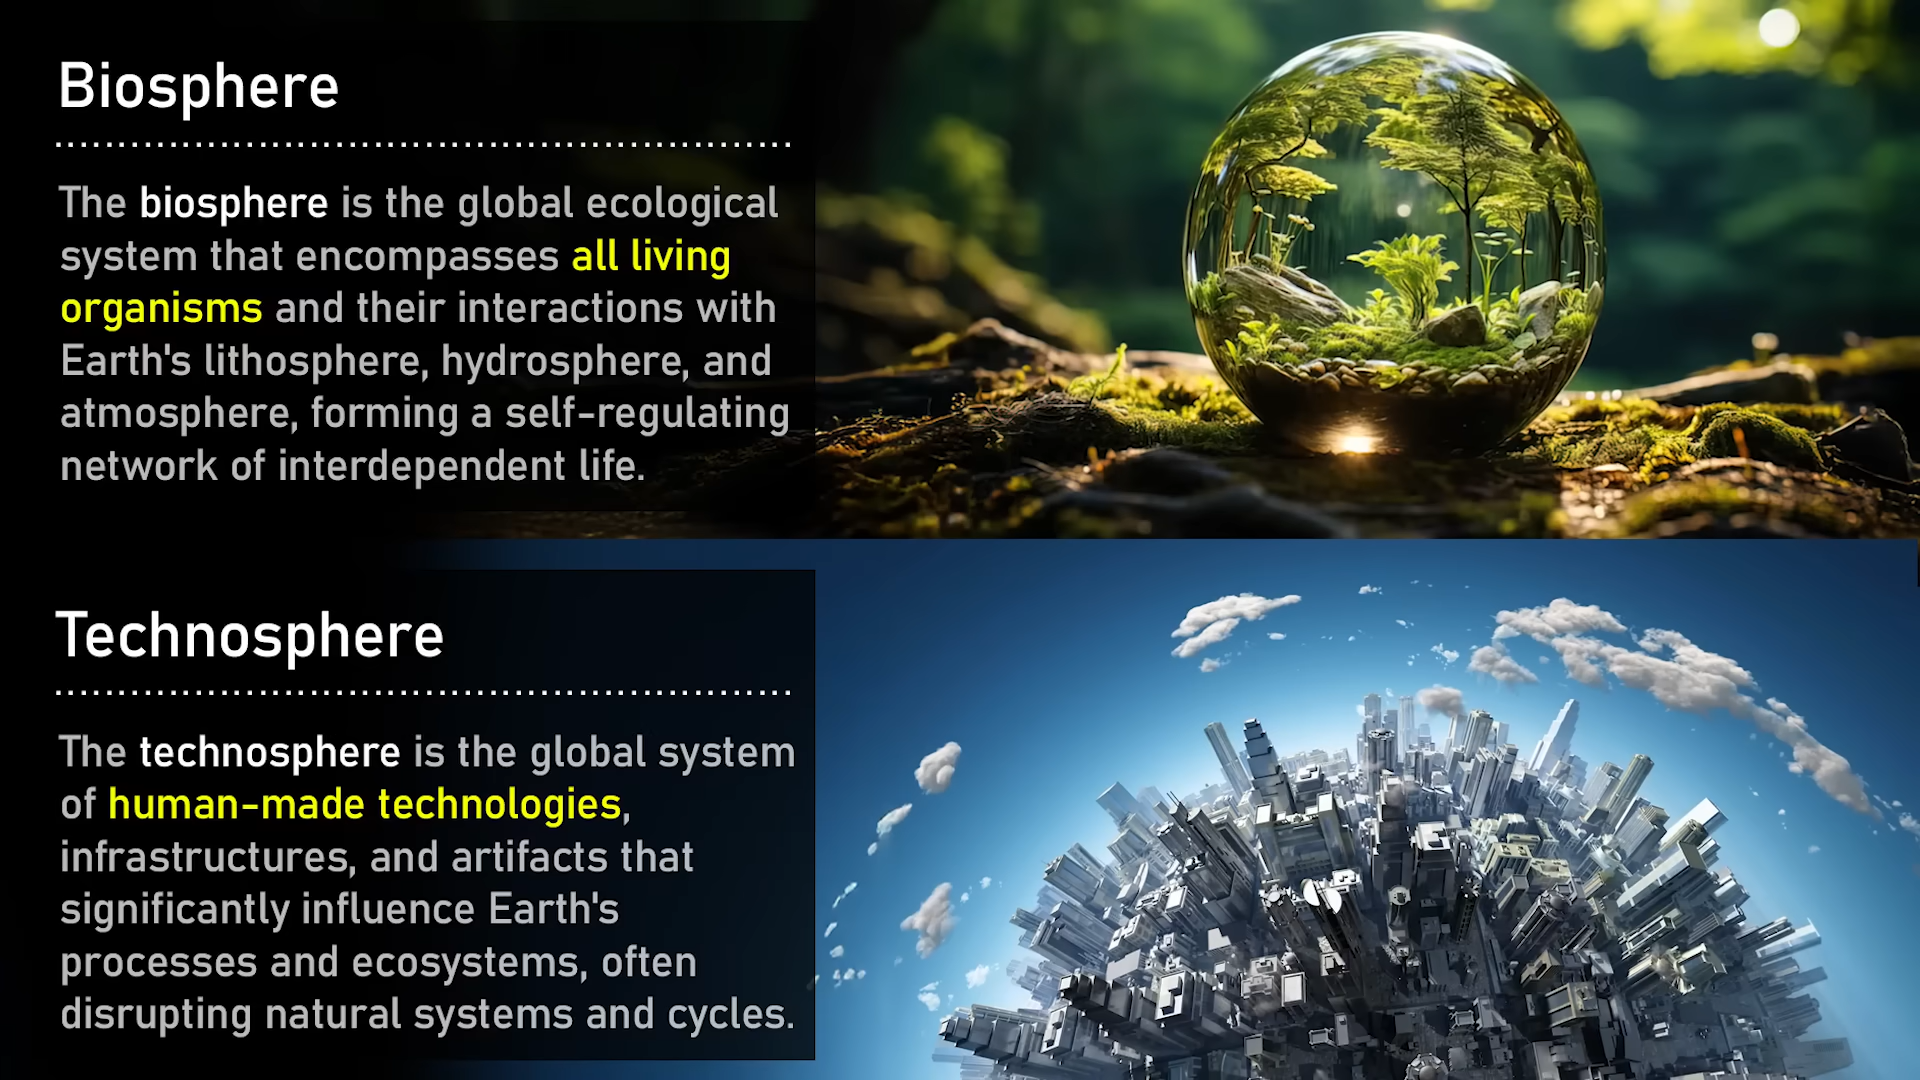 Biosphere
The biosphere is the global ecological
system that encompasses all living
organisms and their interactions with
Earth's lithosphere, hydrosphere, and
atmosphere, forming a self-regulating
network of interdependent life.
Technosphere
The technosphere is the global system
of human-made technologies,
infrastructures, and artifacts that
significantly influence Earth's
processes and ecosystems, often
disrupting natural systems and cycles.